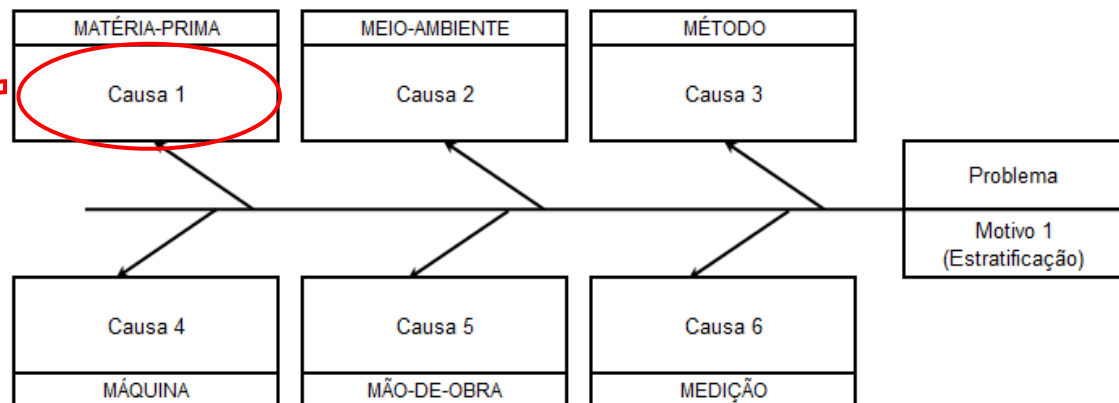 MATÉRIA-PRIMA
MEIO-AMBIENTE
MÉTODO
Causa 1
Causa 2
Causa 3
Problema
Motivo 1
(Estratificação)
Causa 4
Causa 5
Causa 6
MÁQUINA
MÃO-DE-OBRA
MEDIÇÃO